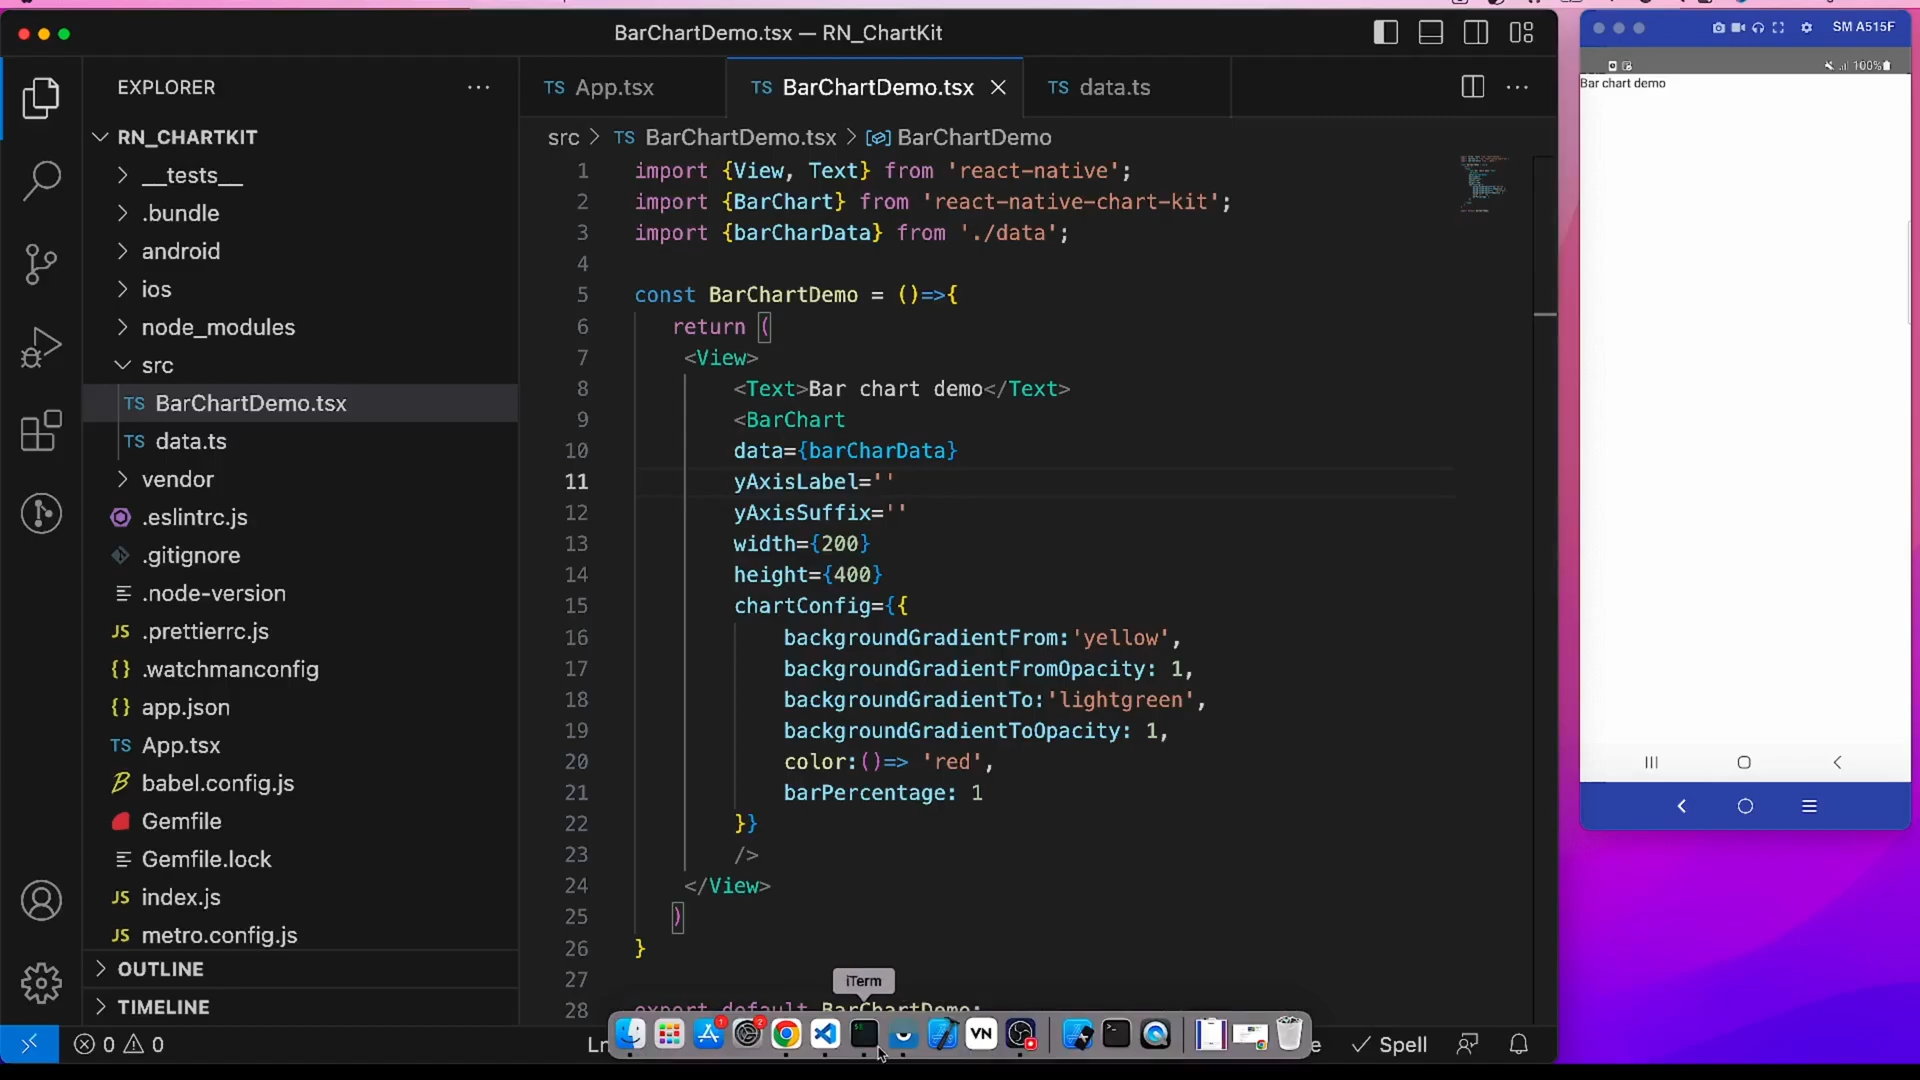 BarChartDemo.tsx — RN_ChartKit
SM A515F
EXPLORER
TS App.tsx
TS BarChartDemo.tsx
TS data.ts
100%
Bar chart demo
RN_CHARTKIT
src > TS BarChartDemo.tsx > BarChartDemo
__tests__
.bundle
android
ios
node_modules
src
TS BarChartDemo.tsx
TS data.ts
vendor
.eslintrc.js
.gitignore
.node-version
JS .prettierrc.js
{} .watchmanconfig
{} app.json
TS App.tsx
babel.config.js
Gemfile
Gemfile.lock
JS index.js
JS metro.config.js
OUTLINE
TIMELINE
1 import {View, Text} from 'react-native';
2 import {BarChart} from 'react-native-chart-kit';
3 import {barCharData} from './data';
4
5 const BarChartDemo = ()=>{
6 return (
7 <View>
8 <Text>Bar chart demo</Text>
9 <BarChart
10 data={barCharData}
11 yAxisLabel=''
12 yAxisSuffix=''
13 width={200}
14 height={400}
15 chartConfig={{
16 backgroundGradientFrom:'yellow',
17 backgroundGradientFromOpacity: 1,
18 backgroundGradientTo:'lightgreen',
19 backgroundGradientToOpacity: 1,
20 color:()=> 'red',
21 barPercentage: 1
22 }}
23 />
24 </View>
25 )
26 }
27
28 export default BarChartDemo;
iTerm
1
2
VN
0 0
Ln
Spell